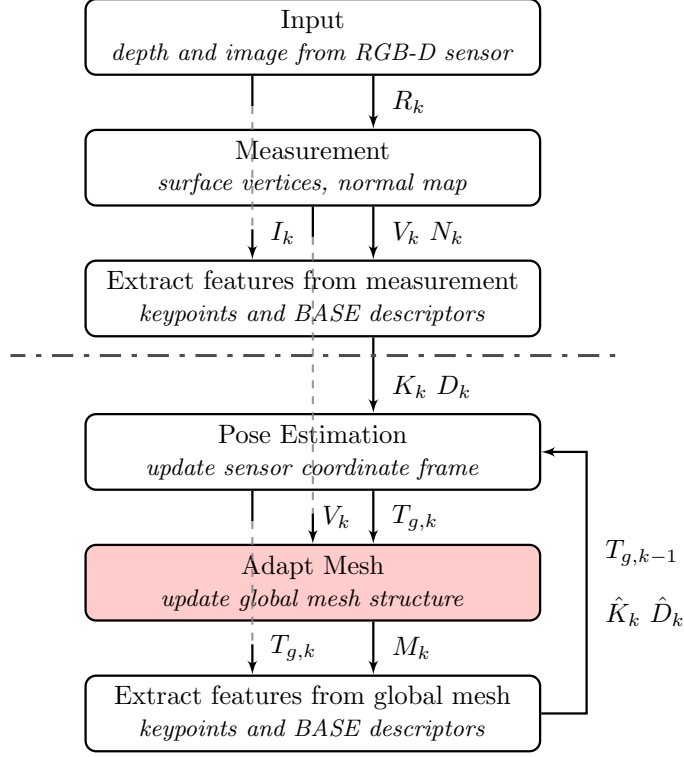 Input
depth and image from RGB-D sensor
R_k
Measurement
surface vertices, normal map
I_k
V_k N_k
Extract features from measurement
keypoints and BASE descriptors
K_k D_k
Pose Estimation
update sensor coordinate frame
V_k
T_{g,k}
Adapt Mesh
update global mesh structure
T_{g,k-1}
K̂_k D̂_k
T_{g,k}
M_k
Extract features from global mesh
keypoints and BASE descriptors